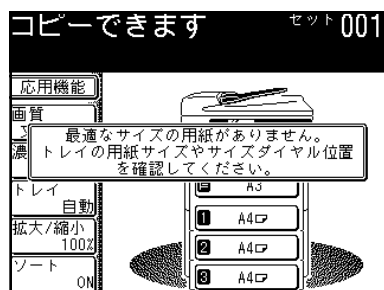 コピーできます
セット 001
応用機能
画質
最適なサイズの用紙がありません。
トレイの用紙サイズやサイズダイヤル位置
を確認してください。
濃
トレイ
自動
拡大/縮小
100%
ソート
ON
A3
1 A4
2 A4
3 A4